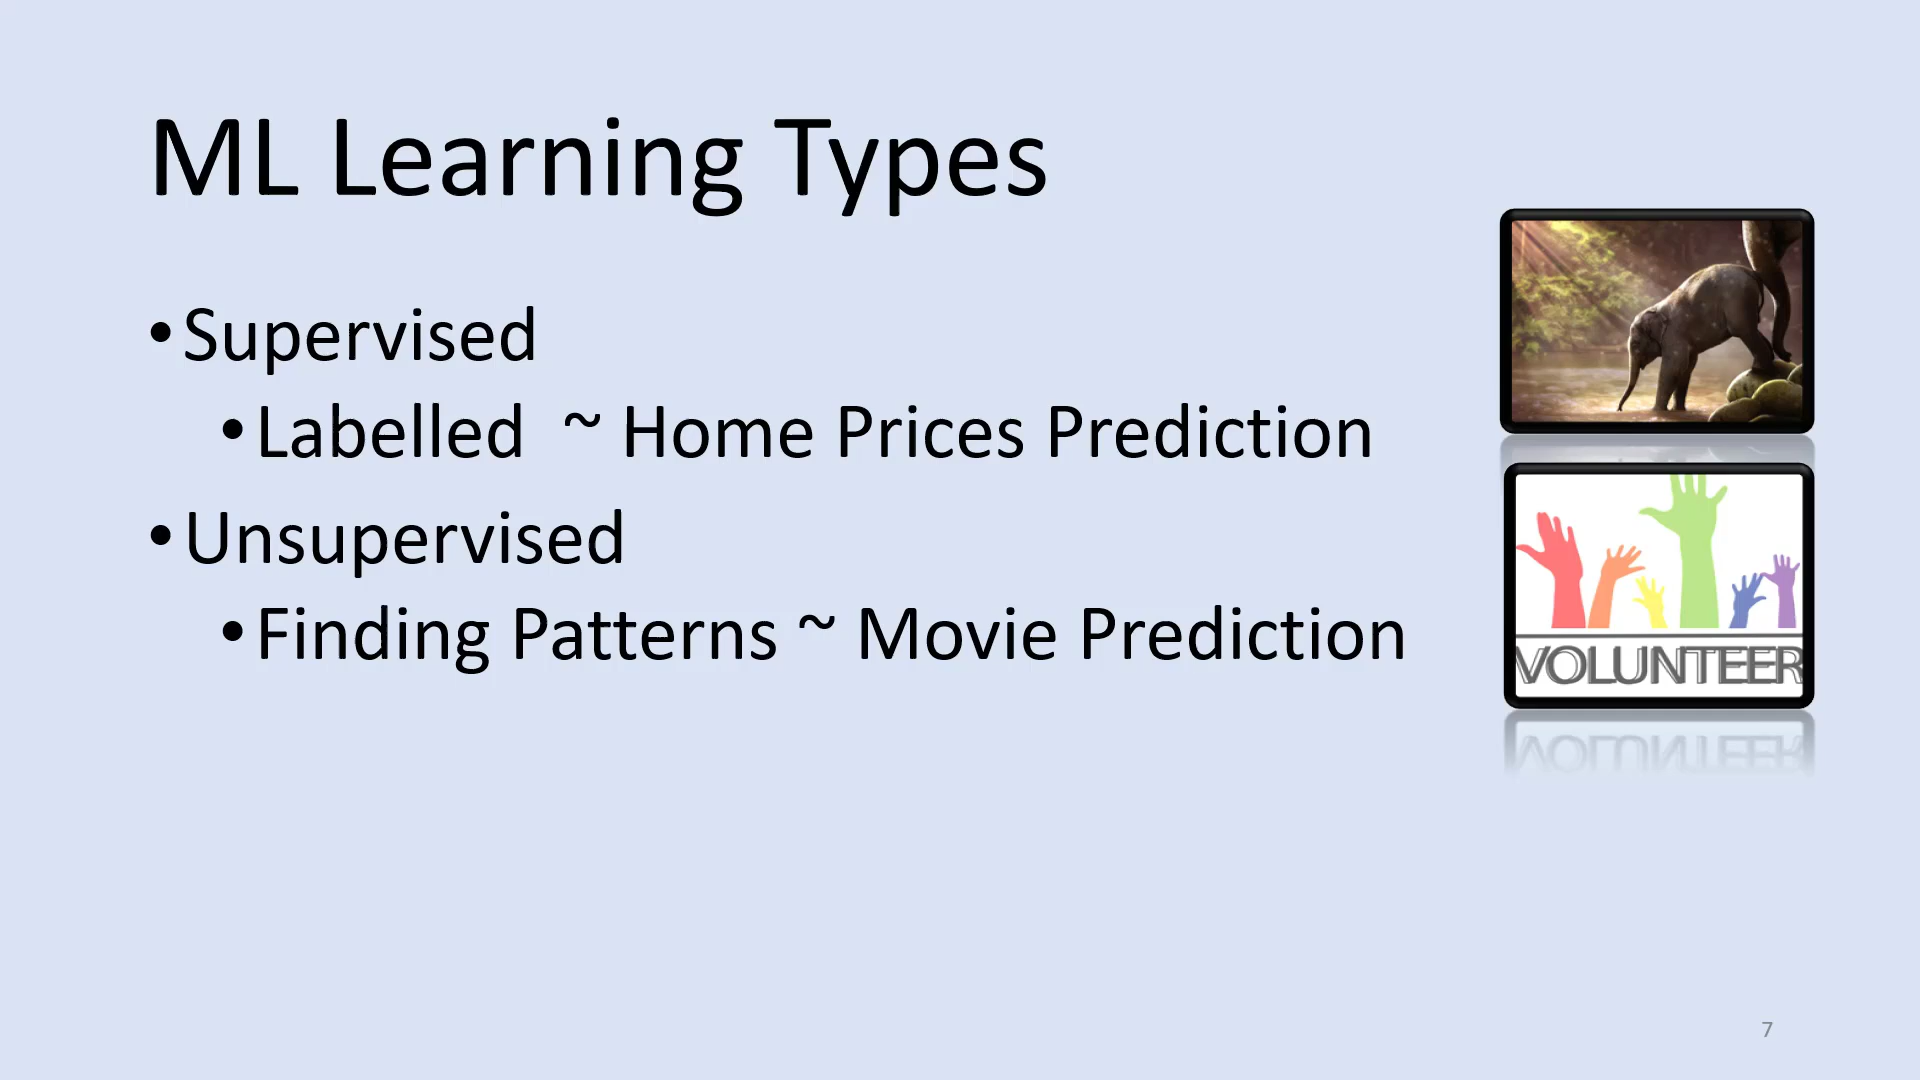 ML Learning Types
•Supervised
•Labelled ~ Home Prices Prediction
•Unsupervised
•Finding Patterns ~ Movie Prediction
VOLUNTEER
7